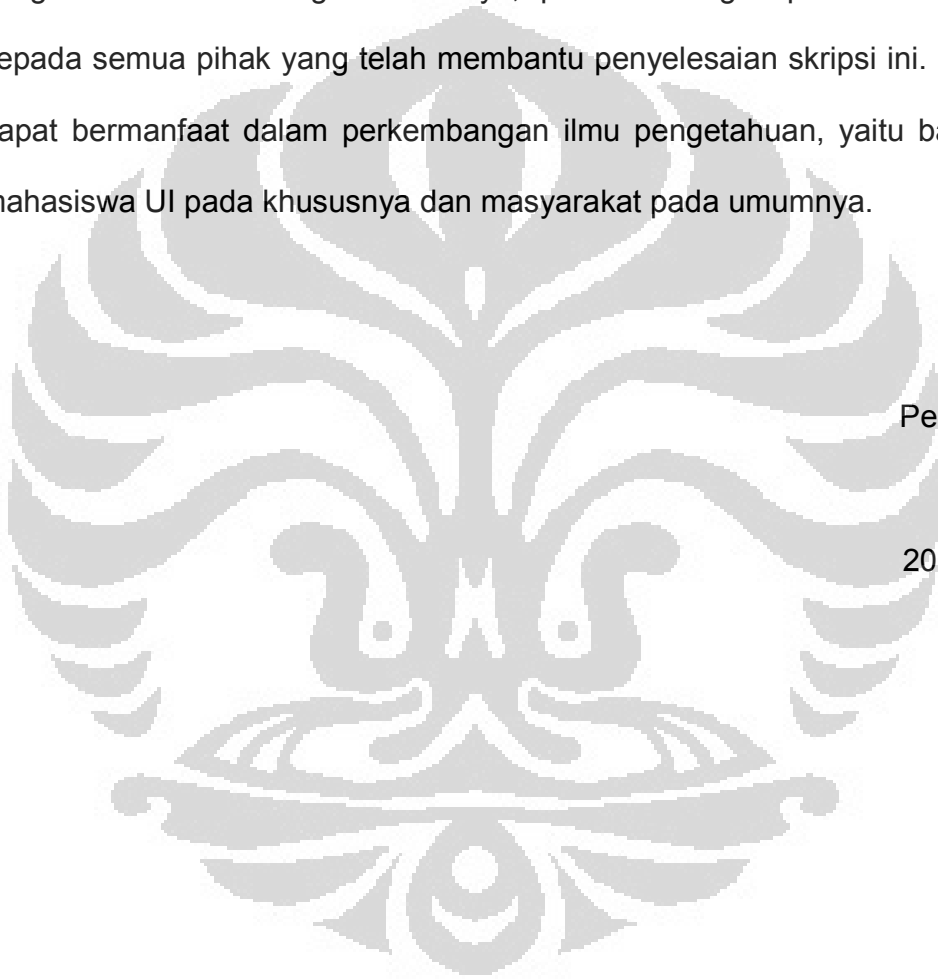 epada semua pihak yang telah membantu penyelesaian skripsi ini.
apat bermanfaat dalam perkembangan ilmu pengetahuan, yaitu ba
mahasiswa UI pada khususnya dan masyarakat pada umumnya.
Pe
20